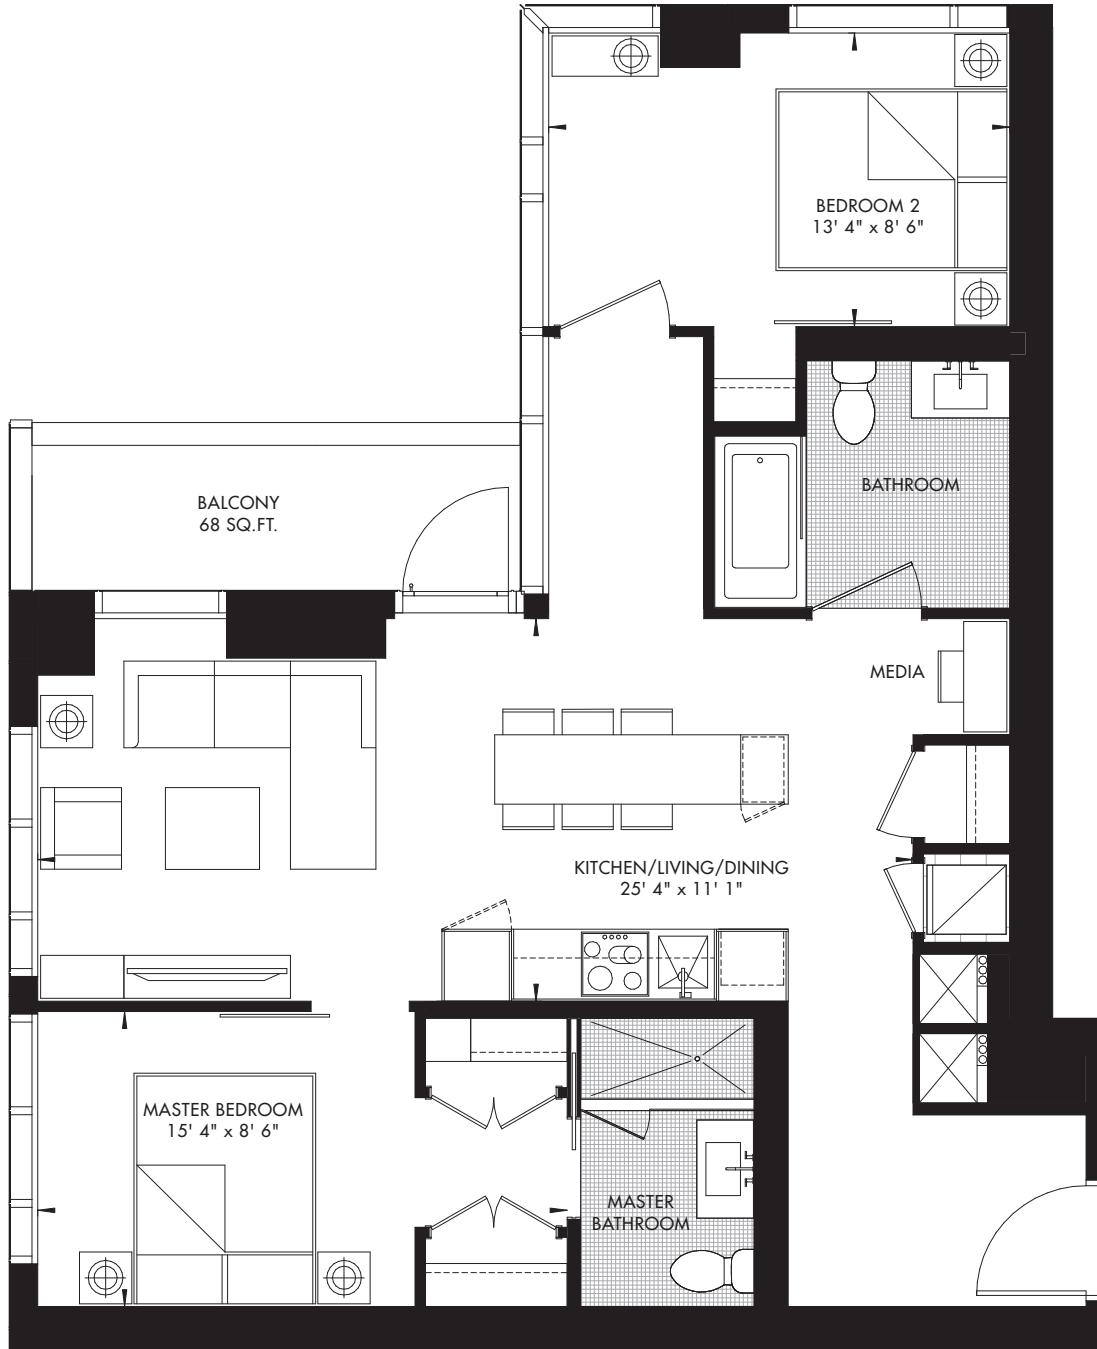 BEDROOM 2
13' 4" x 8' 6"
BATHROOM
BALCONY
68 SQ.FT.
MEDIA
KITCHEN/LIVING/DINING
25' 4" x 11' 1"
MASTER BEDROOM
15' 4" x 8' 6"
MASTER
BATHROOM